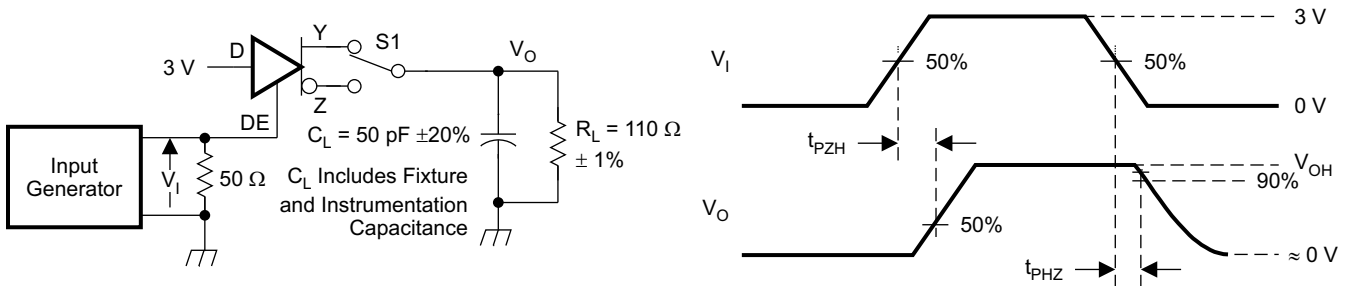 3 V
D
Y
S1
Z
DE
V_O
Input
Generator
V_I
50 Ω
C_L = 50 pF ±20%
C_L Includes Fixture
and Instrumentation
Capacitance
R_L = 110 Ω
± 1%
V_I
50%
50%
3 V
0 V
t_PZH
V_O
50%
V_OH
90%
≈ 0 V
t_PHZ